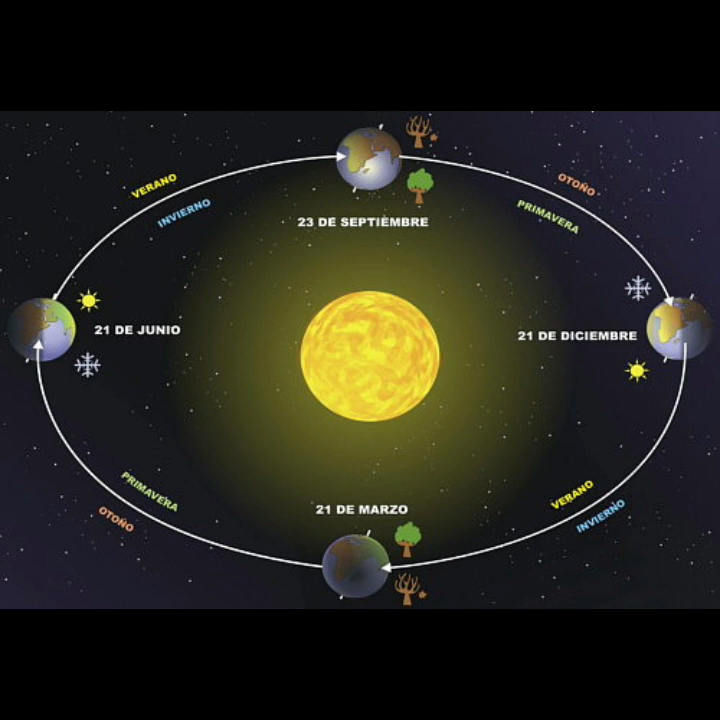 VERANO
INVIERNO
OTOÑO
PRIMAVERA
23 DE SEPTIEMBRE
21 DE JUNIO
21 DE DICIEMBRE
PRIMAVERA
OTOÑO
21 DE MARZO
VERANO
INVIERNO